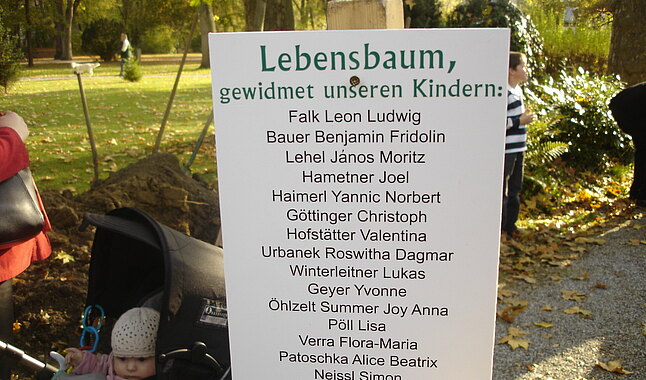 Lebensbaum,
gewidmet unseren Kindern:
Falk Leon Ludwig
Bauer Benjamin Fridolin
Lehel János Moritz
Hametner Joel
Haimerl Yannic Norbert
Göttinger Christoph
Hofstätter Valentina
Urbanek Roswitha Dagmar
Winterleitner Lukas
Geyer Yvonne
Öhlzelt Summer Joy Anna
Pöll Lisa
Verra Flora-Maria
Patoschka Alice Beatrix
Neissl Simon